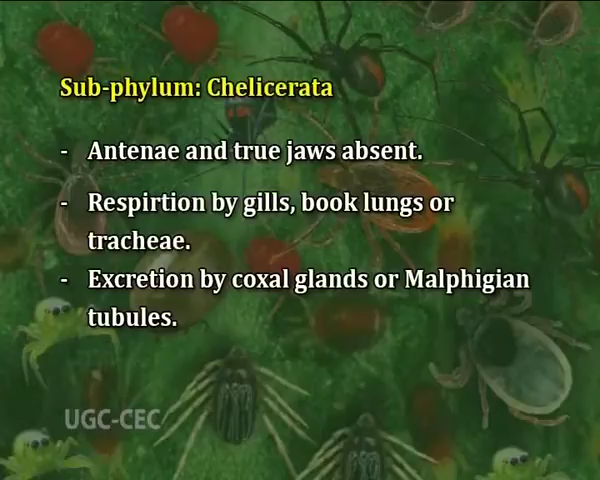 Sub-phylum: Chelicerata
- Antenae and true jaws absent.
- Respirtion by gills, book lungs or
tracheae.
- Excretion by coxal glands or Malphigian
tubules.
UGC-CEC